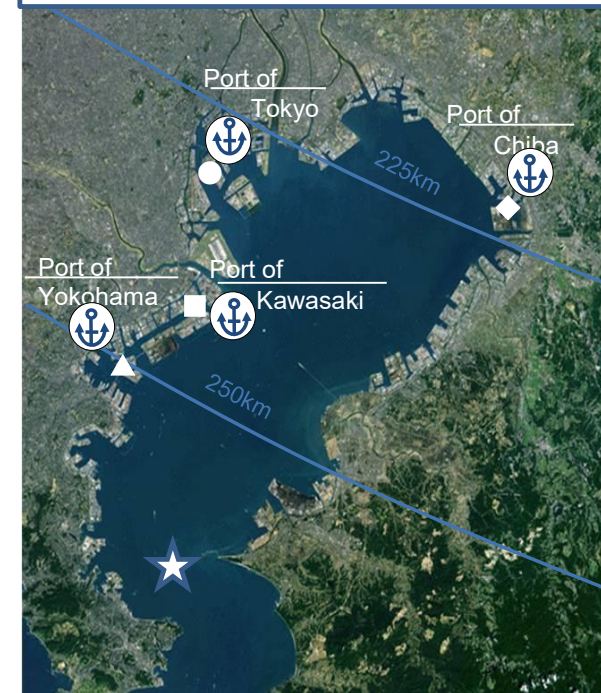 Port of
Tokyo
Port of
Chiba
225km
Port of
Yokohama
Port of
Kawasaki
250km